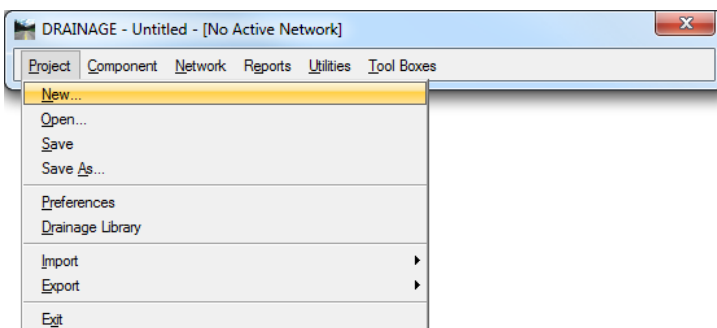 DRAINAGE - Untitled - [No Active Network]
Project Component Network Reports Utilities Tool Boxes
New...
Open...
Save
Save As...
Preferences
Drainage Library
Import
Export
Exit